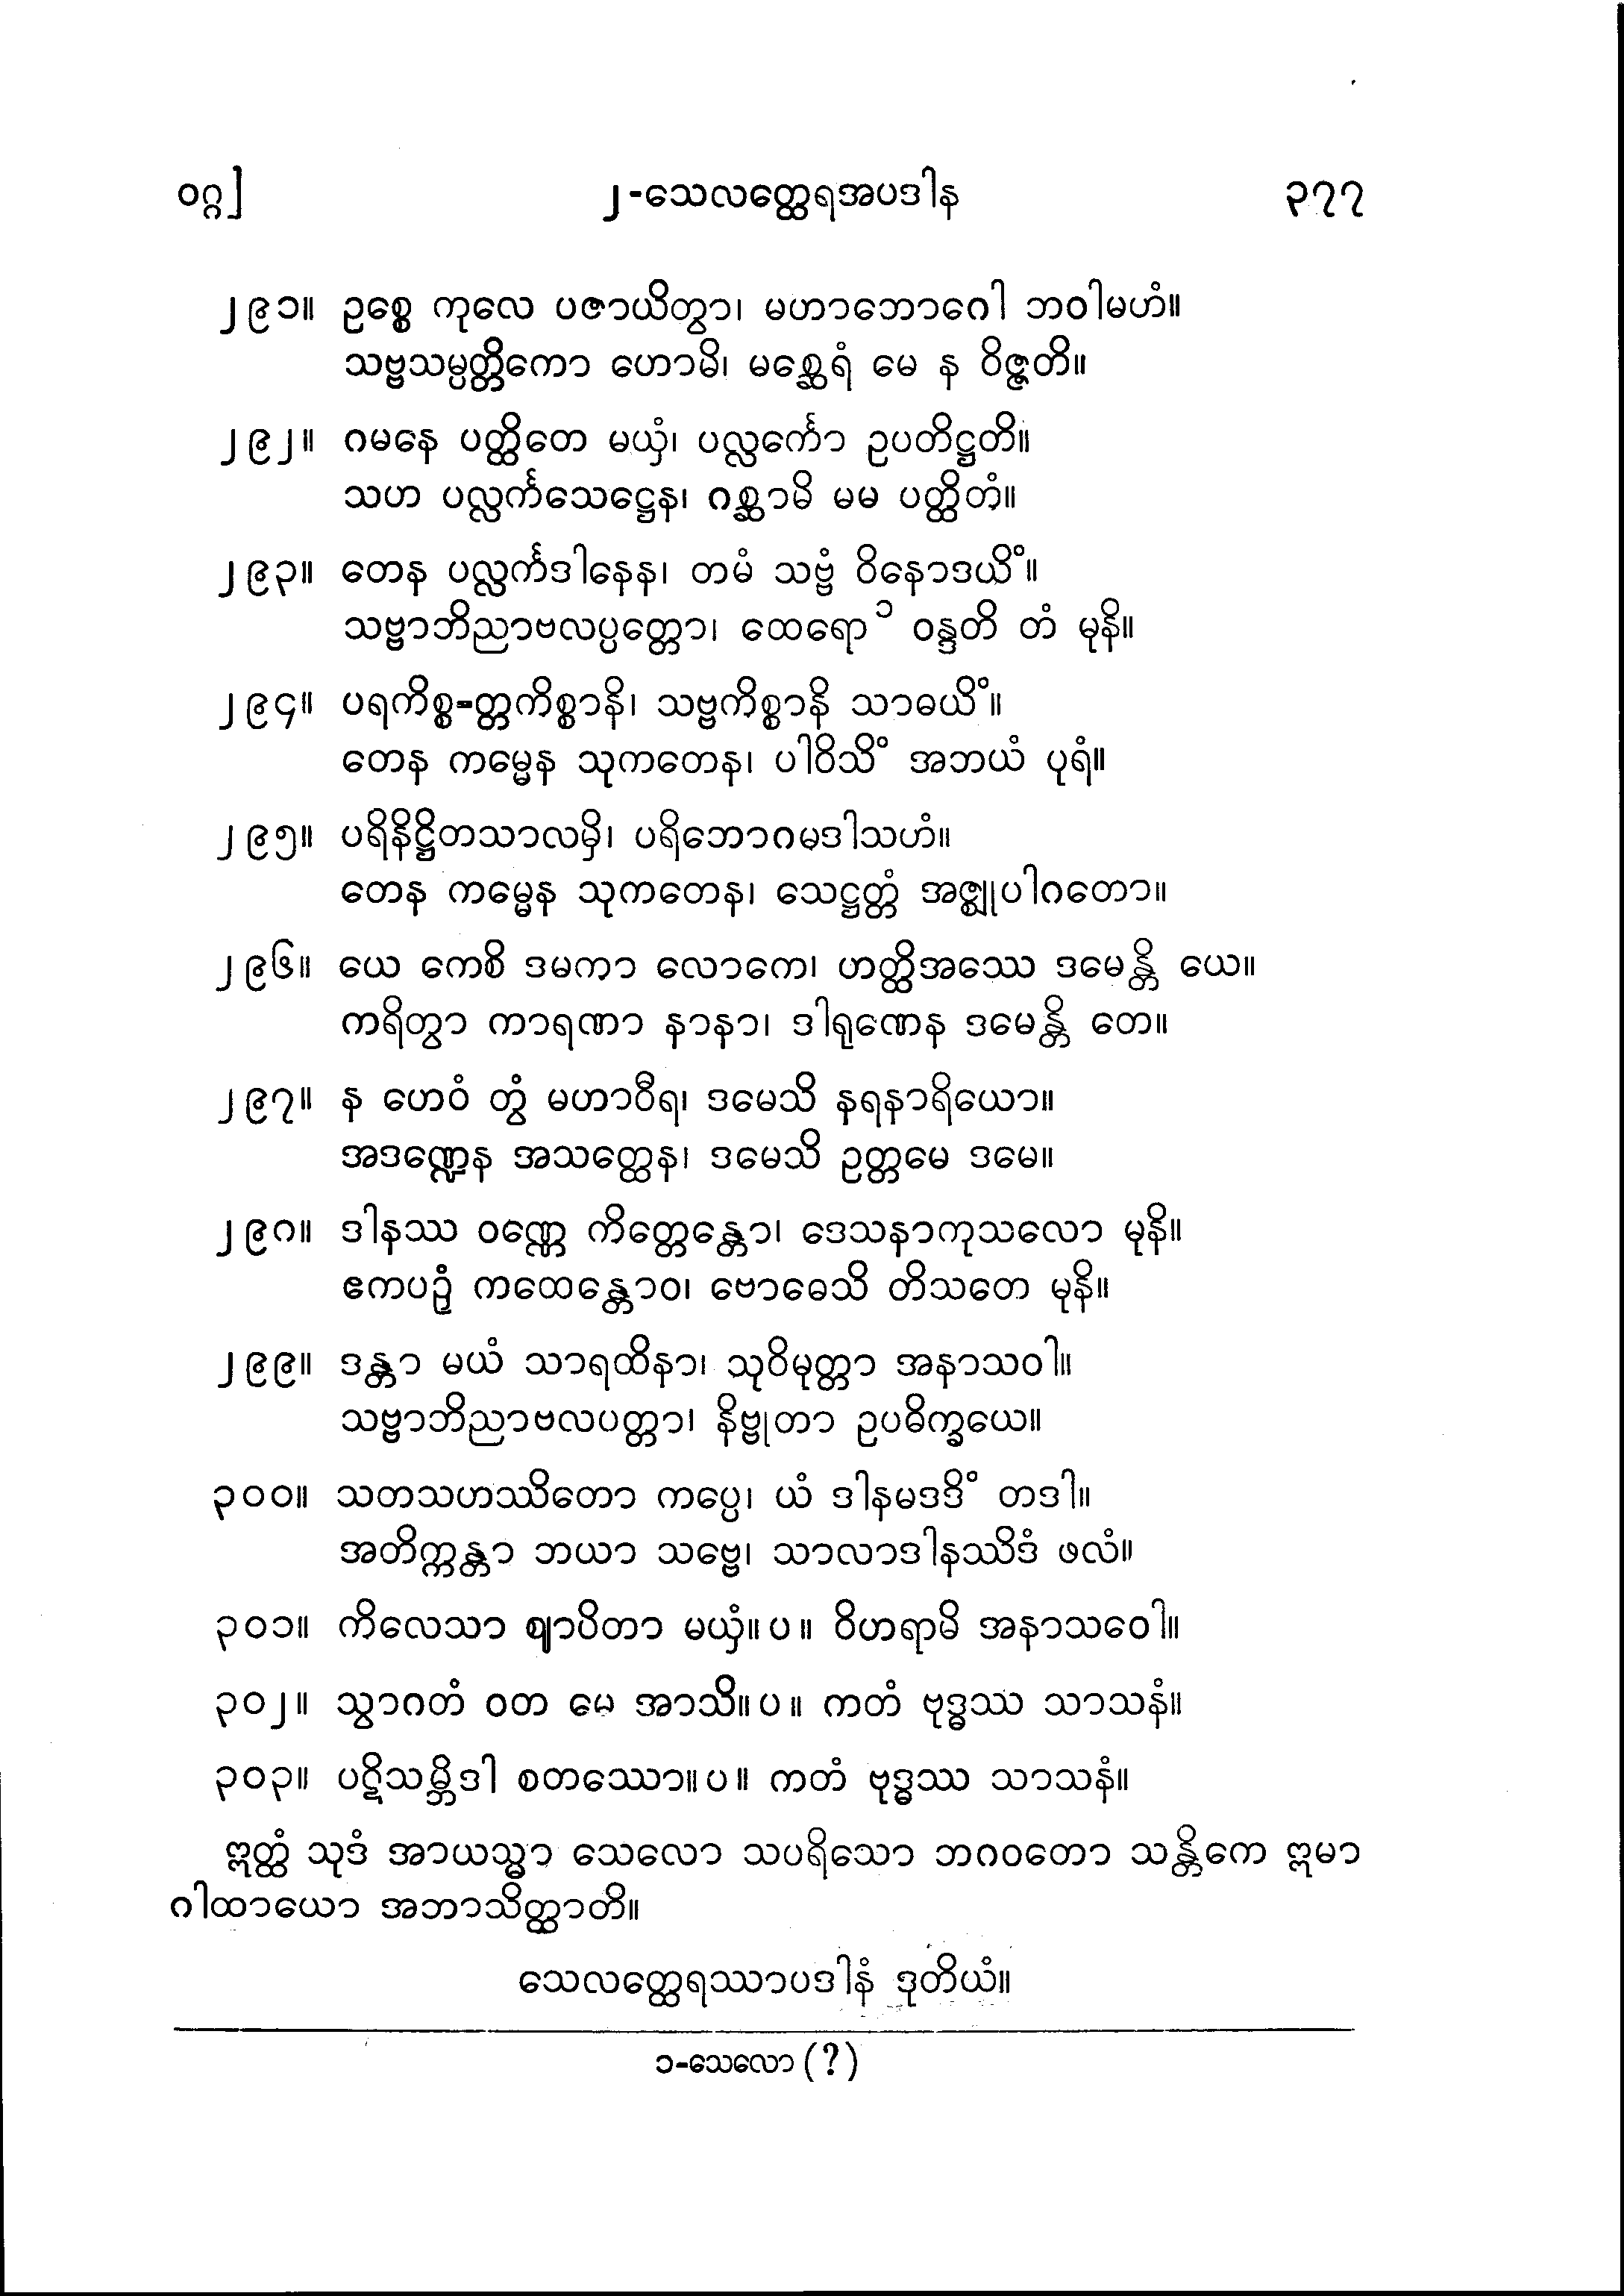 ဝဂ္ဂ] ၂-သေလတ္ထေရအပဒါန ၃၇၇
၂၉၁။ ဥစ္စေ ကုလေ ပဇာယိတွာ၊ မဟာဘောဂေါ ဘဝါမဟံ။
သဗ္ဗသမ္ပတ္တိကော ဟောမိ၊ မစ္ဆေရံ မေ န ဝိဇ္ဇတိ။
၂၉၂။ ဂမနေ ပတ္ထိတေ မယှံ၊ ပလ္လင်္ကော ဥပတိဋ္ဌတိ။
သဟ ပလ္လင်္ကသေဋ္ဌေန၊ ဂစ္ဆာမိ မမ ပတ္ထိတံ။
၂၉၃။ တေန ပလ္လင်္ကဒါနေန၊ တမံ သဗ္ဗံ ဝိနောဒယိံ။
သဗ္ဗာဘိညာဗလပ္ပတ္တော၊ ထေရော ၁ ဝန္ဒတိ တံ မုနိ။
၂၉၄။ ပရကိစ္စ-တ္တကိစ္စာနိ၊ သဗ္ဗကိစ္စာနိ သာဓယိံ။
တေန ကမ္မေန သုကတေန၊ ပါဝိသိံ အဘယံ ပုရံ။
၂၉၅။ ပရိနိဋ္ဌိတသာလမှိ၊ ပရိဘောဂမဒါသဟံ။
တေန ကမ္မေန သုကတေန၊ သေဋ္ဌတ္တံ အဇ္ဈုပါဂတော။
၂၉၆။ ယေ ကေစိ ဒမကာ လောကေ၊ ဟတ္ထိအဿေ ဒမေန္တိ ယေ။
ကရိတွာ ကာရဏာ နာနာ၊ ဒါရုဏေန ဒမေန္တိ တေ။
၂၉၇။ န ဟေဝံ တွံ မဟာဝီရ၊ ဒမေသိ နရနာရိယော။
အဒဏ္ဍေန အသတ္ထေန၊ ဒမေသိ ဥတ္တမေ ဒမေ။
၂၉၈။ ဒါနဿ ဝဏ္ဏေ ကိတ္တေန္တော၊ ဒေသနာကုသလော မုနိ။
ဧကပဉှံ ကထေန္တောဝ၊ ဗောဓေသိ တိသတေ မုနိ။
၂၉၉။ ဒန္တာ မယံ သာရထိနာ၊ သုဝိမုတ္တာ အနာသဝါ။
သဗ္ဗာဘိညာဗလပတ္တာ၊ နိဗ္ဗုတာ ဥပဓိက္ခယေ။
၃၀၀။ သတသဟဿိတော ကပ္ပေ၊ ယံ ဒါနမဒဒိံ တဒါ။
အတိက္ကန္တာ ဘယာ သဗ္ဗေ၊ သာလာဒါနဿိဒံ ဖလံ။
၃၀၁။ ကိလေသာ ဈာပိတာ မယှံ။ပ။ ဝိဟရာမိ အနာသဝေါ။
၃၀၂။ သွာဂတံ ဝတ မေ အာသိ။ပ။ ကတံ ဗုဒ္ဓဿ သာသနံ။
၃၀၃။ ပဋိသမ္ဘိဒါ စတဿော။ပ။ ကတံ ဗုဒ္ဓဿ သာသနံ။
ဣတ္ထံ သုဒံ အာယသ္မာ သေလော သပရိသော ဘဂဝတော သန္တိကေ ဣမာ
ဂါထာယော အဘာသိတ္ထာတိ။
သေလတ္ထေရဿာပဒါနံ ဒုတိယံ။
၁-သေလော (?)